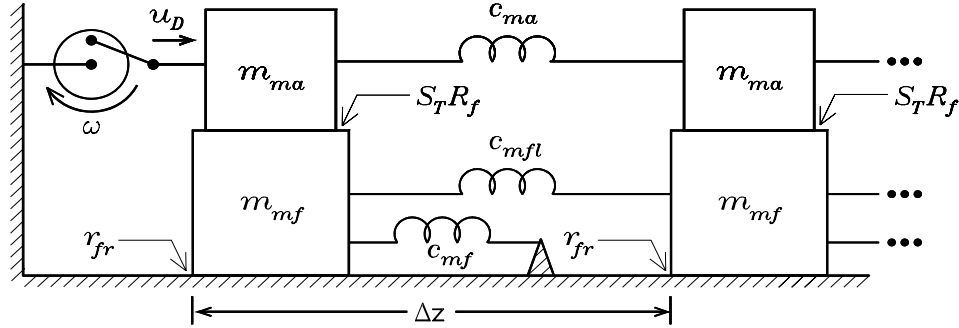 u_D
c_ma
m_ma
m_ma
ω
S_T R_f
S_T R_f
c_mfl
m_mf
m_mf
r_fr
c_mf
r_fr
Δz